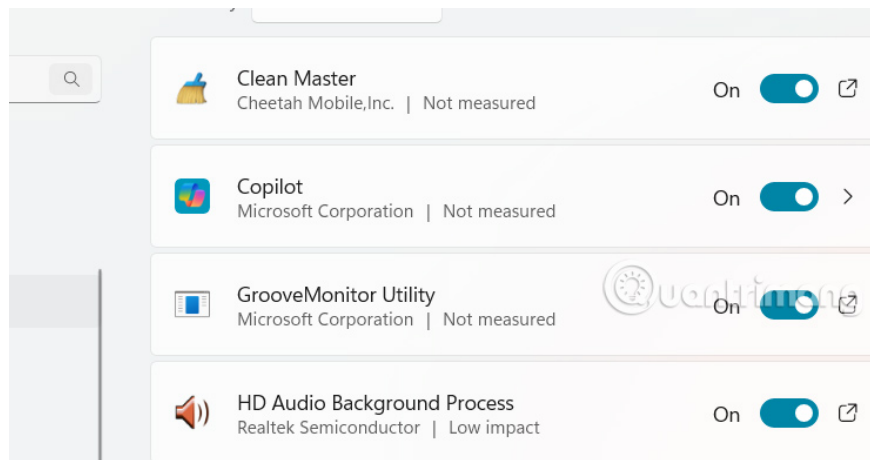 Clean Master
Cheetah Mobile,Inc. | Not measured
On
Copilot
Microsoft Corporation | Not measured
On
GrooveMonitor Utility
Microsoft Corporation | Not measured
On
Quantrimang
HD Audio Background Process
Realtek Semiconductor | Low impact
On